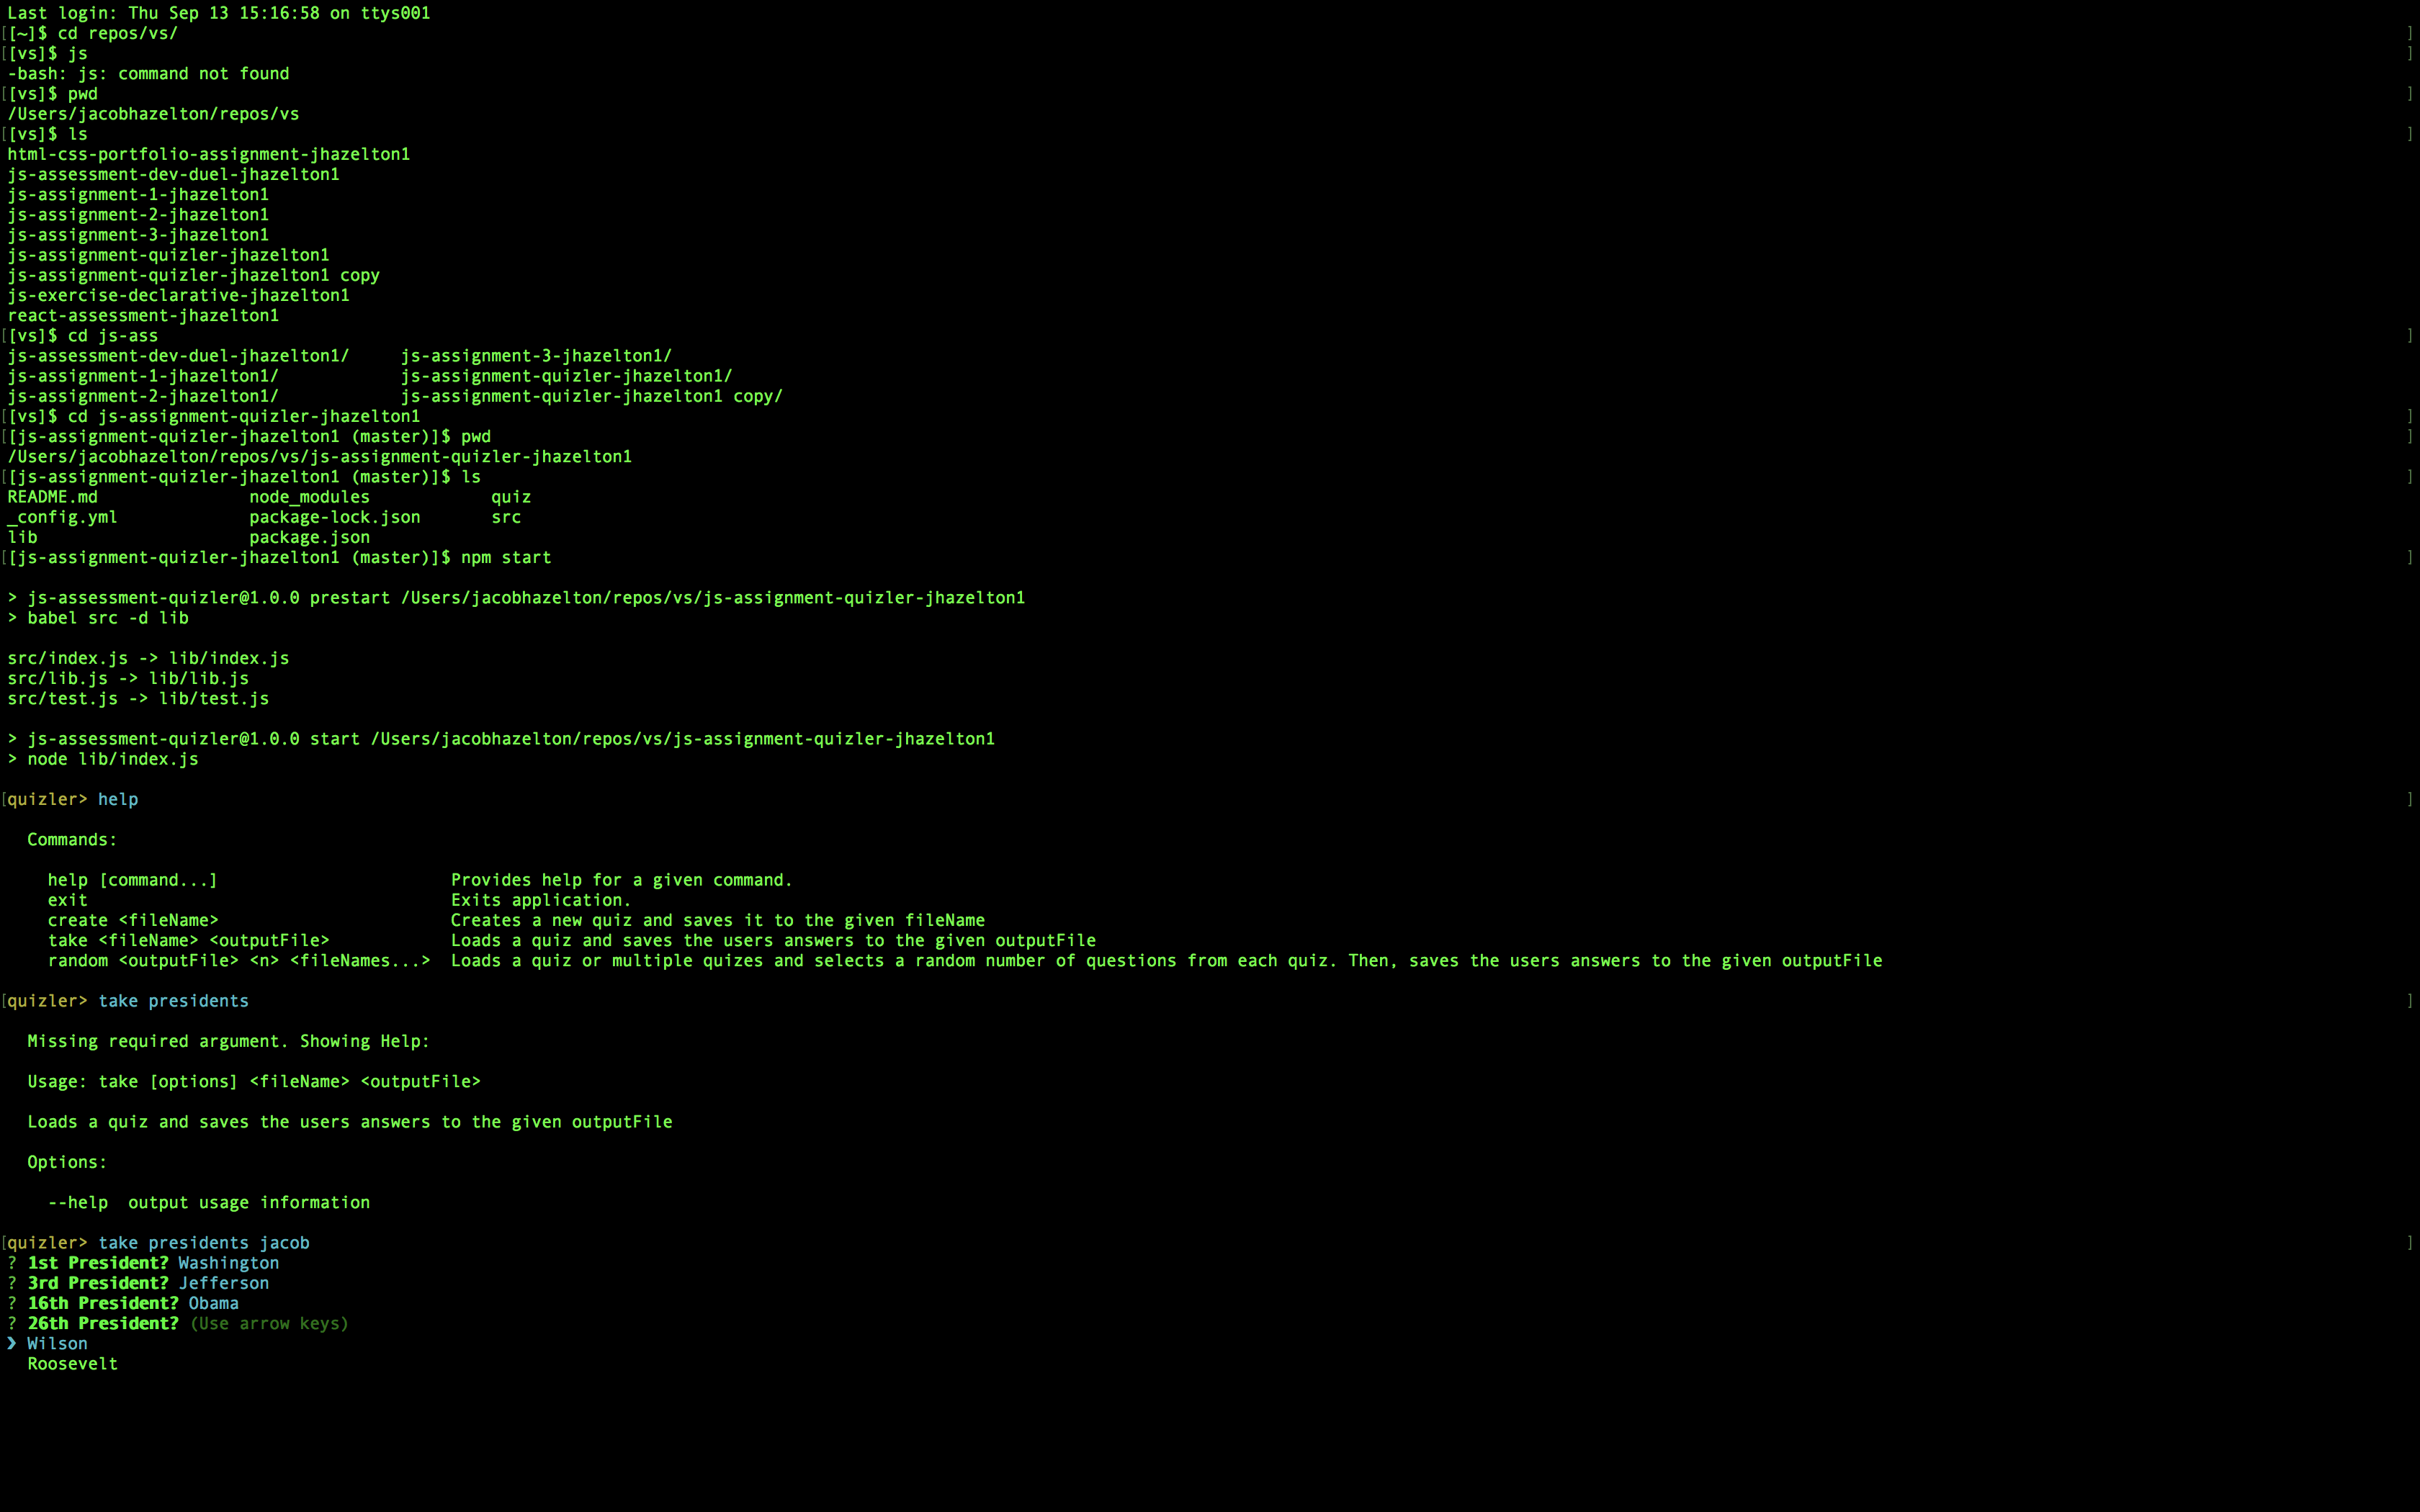 Last login: Thu Sep 13 15:16:58 on ttys001
[[~]$ cd repos/vs/ ]
[[vs]$ js ]
-bash: js: command not found
[[vs]$ pwd ]
/Users/jacobhazelton/repos/vs
[[vs]$ ls ]
html-css-portfolio-assignment-jhazelton1
js-assessment-dev-duel-jhazelton1
js-assignment-1-jhazelton1
js-assignment-2-jhazelton1
js-assignment-3-jhazelton1
js-assignment-quizler-jhazelton1
js-assignment-quizler-jhazelton1 copy
js-exercise-declarative-jhazelton1
react-assessment-jhazelton1
[[vs]$ cd js-ass ]
js-assessment-dev-duel-jhazelton1/ js-assignment-3-jhazelton1/
js-assignment-1-jhazelton1/ js-assignment-quizler-jhazelton1/
js-assignment-2-jhazelton1/ js-assignment-quizler-jhazelton1 copy/
[[vs]$ cd js-assignment-quizler-jhazelton1 ]
[[js-assignment-quizler-jhazelton1 (master)]$ pwd ]
/Users/jacobhazelton/repos/vs/js-assignment-quizler-jhazelton1
[[js-assignment-quizler-jhazelton1 (master)]$ ls ]
README.md node_modules quiz
_config.yml package-lock.json src
lib package.json
[[js-assignment-quizler-jhazelton1 (master)]$ npm start ]
> js-assessment-quizler@1.0.0 prestart /Users/jacobhazelton/repos/vs/js-assignment-quizler-jhazelton1
> babel src -d lib
src/index.js -> lib/index.js
src/lib.js -> lib/lib.js
src/test.js -> lib/test.js
> js-assessment-quizler@1.0.0 start /Users/jacobhazelton/repos/vs/js-assignment-quizler-jhazelton1
> node lib/index.js
[quizler> help ]
Commands:
help [command...] Provides help for a given command.
exit Exits application.
create <fileName> Creates a new quiz and saves it to the given fileName
take <fileName> <outputFile> Loads a quiz and saves the users answers to the given outputFile
random <outputFile> <n> <fileNames...> Loads a quiz or multiple quizes and selects a random number of questions from each quiz. Then, saves the users answers to the given outputFile
[quizler> take presidents ]
Missing required argument. Showing Help:
Usage: take [options] <fileName> <outputFile>
Loads a quiz and saves the users answers to the given outputFile
Options:
--help output usage information
[quizler> take presidents jacob ]
? 1st President? Washington
? 3rd President? Jefferson
? 16th President? Obama
? 26th President? (Use arrow keys)
❯ Wilson
Roosevelt